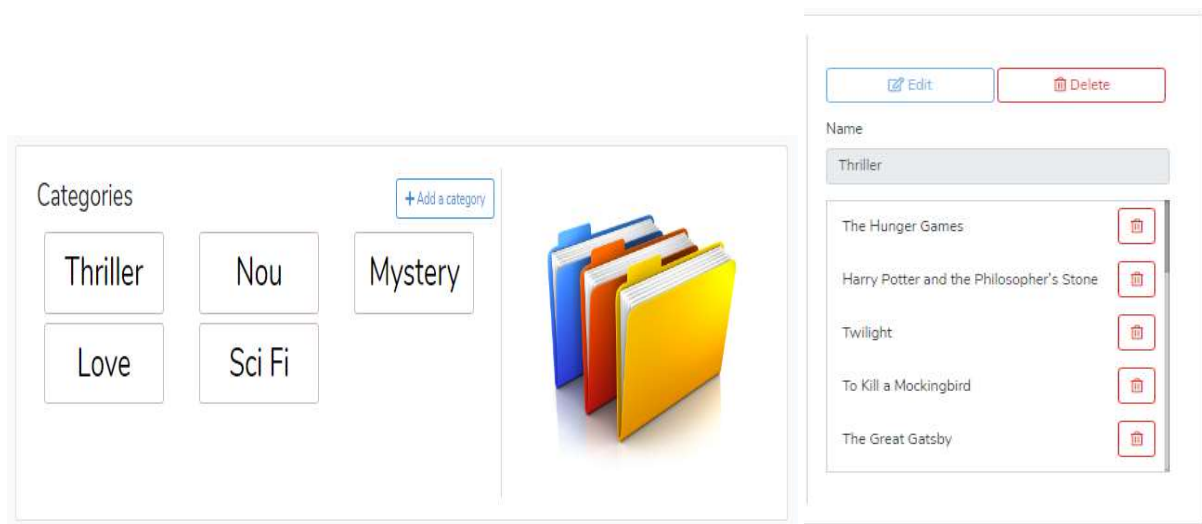 Categories
+ Add a category
Thriller
Nou
Mystery
Love
Sci Fi
Edit
Delete
Name
Thriller
The Hunger Games
Harry Potter and the Philosopher's Stone
Twilight
To Kill a Mockingbird
The Great Gatsby